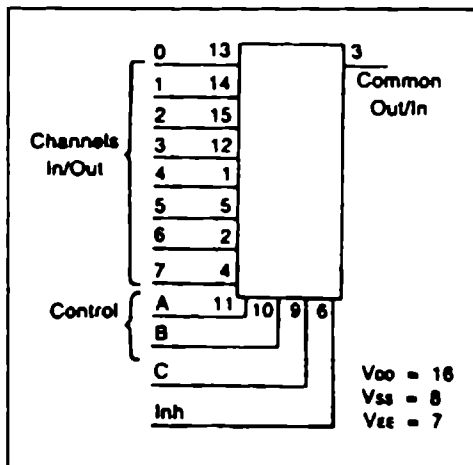 0 13
3
1 14
Common
Out/In
2 15
Channels
In/Out
3 12
4 1
5 5
6 2
7 4
Control
A 11 10 9 6
B
C
Inh
VDD = 16
VSS = 8
VEE = 7